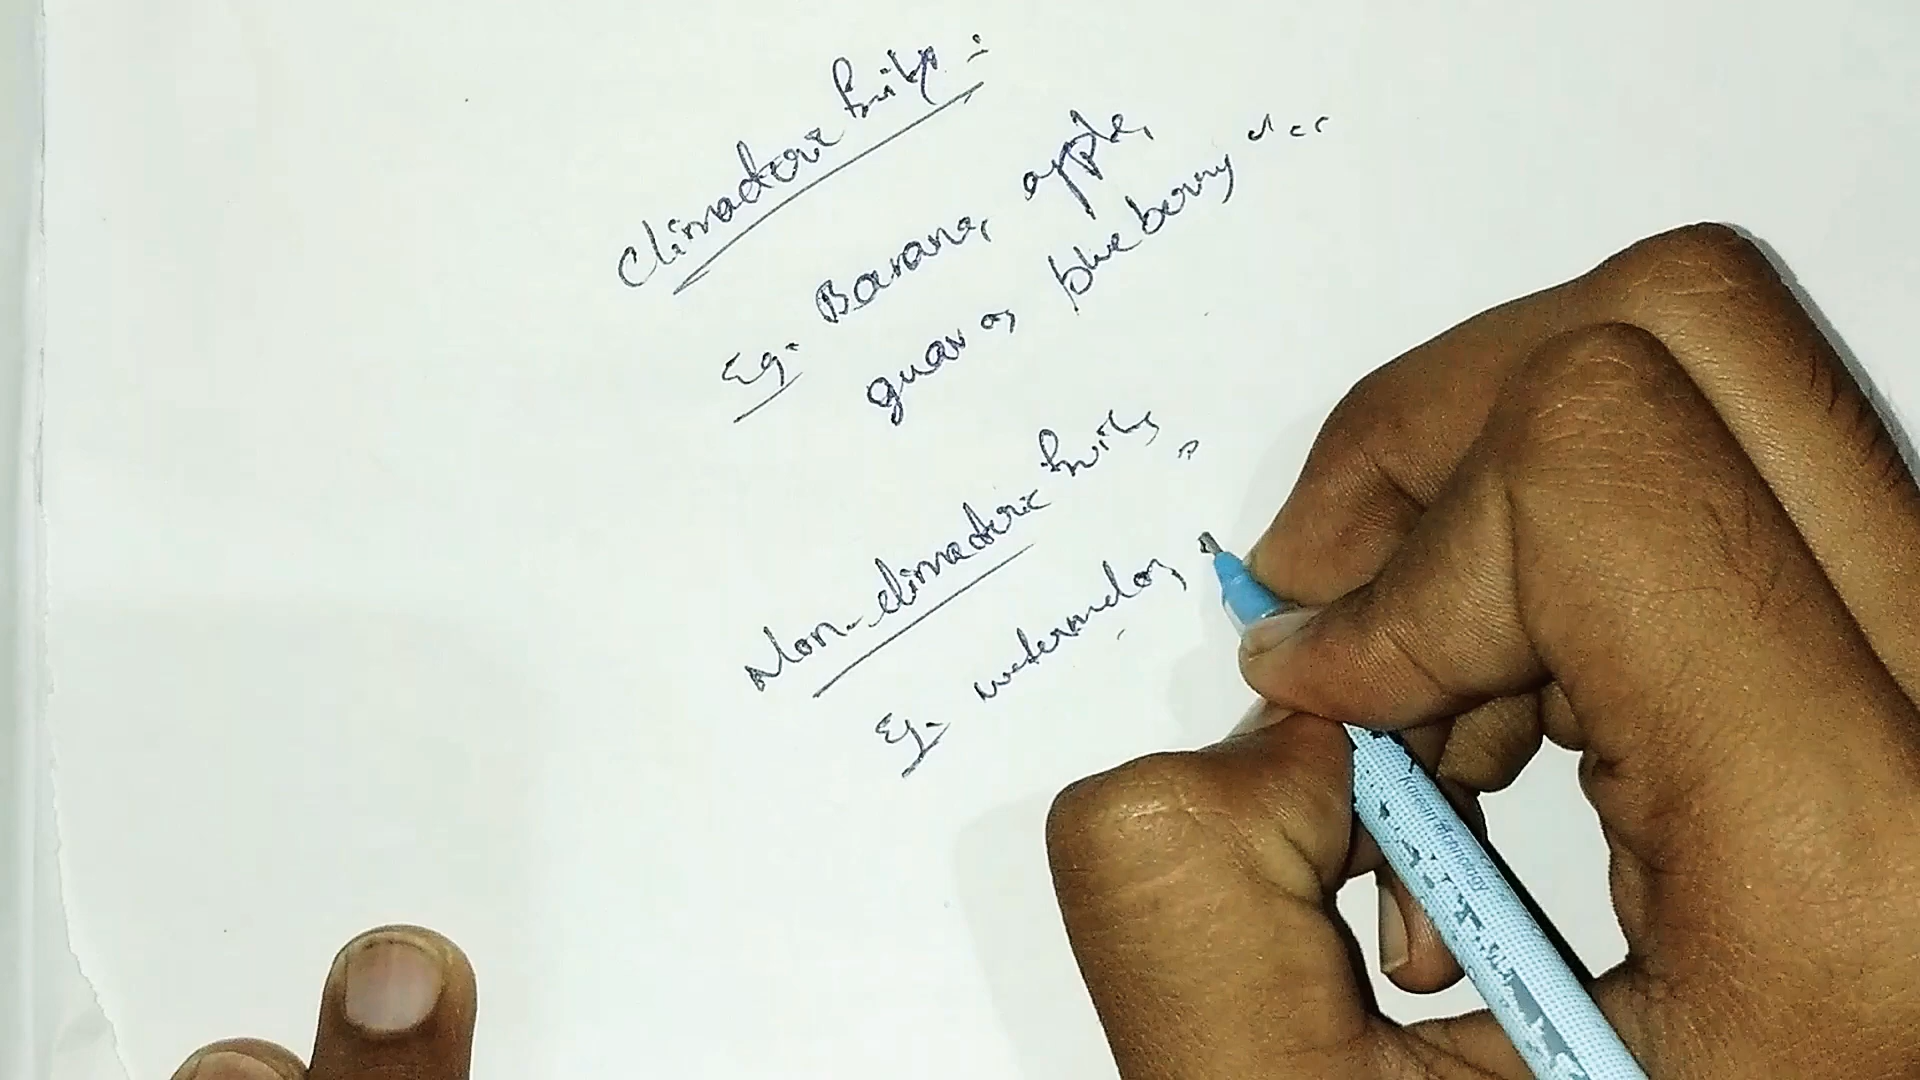 Climacteric fruits :-
Eg:- Banana, apple,
guava, blueberry etc
Non-climacteric fruits
Eg:- watermelon,